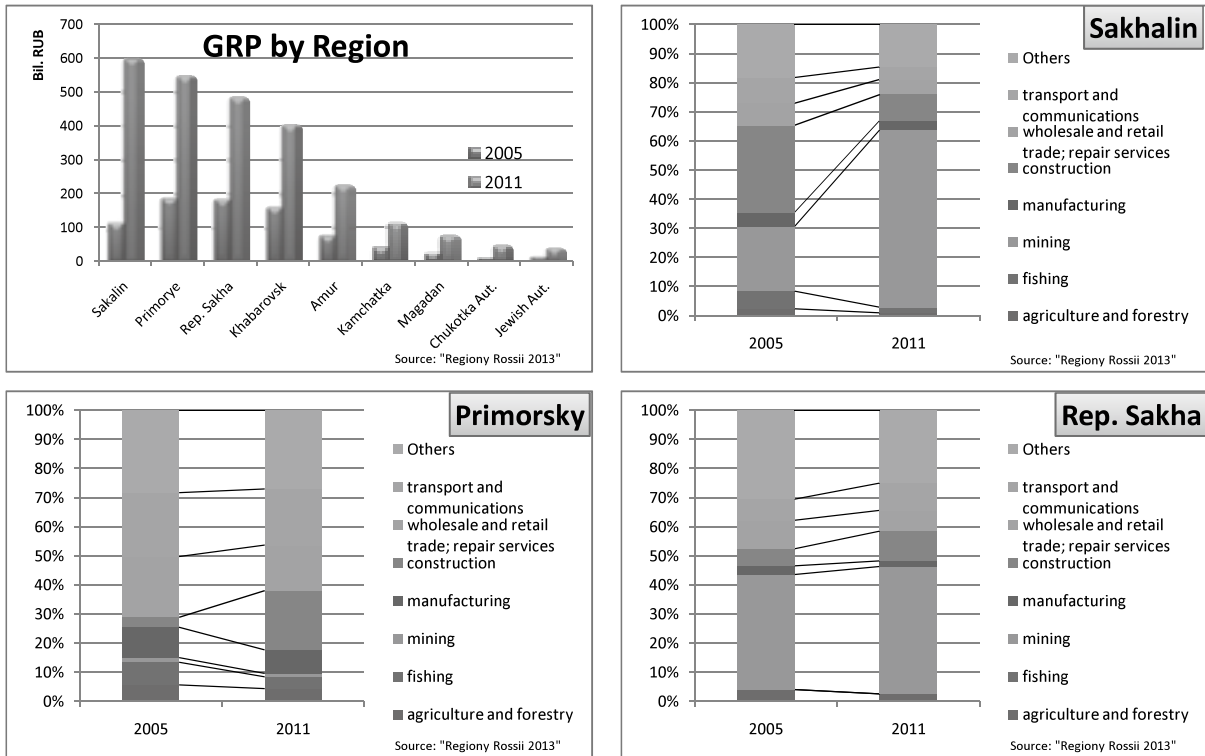 GRP by Region
Bil. RUB
700
600
500
400
300
200
100
0
2005
2011
Sakalin
Primorye
Rep. Sakha
Khabarovsk
Amur
Kamchatka
Magadan
Chukotka Aut.
Jewish Aut.
Source: "Regiony Rossii 2013"
Sakhalin
100%
90%
80%
70%
60%
50%
40%
30%
20%
10%
0%
2005
2011
Others
transport and
communications
wholesale and retail
trade; repair services
construction
manufacturing
mining
fishing
agriculture and forestry
Source: "Regiony Rossii 2013"
Primorsky
100%
90%
80%
70%
60%
50%
40%
30%
20%
10%
0%
2005
2011
Others
transport and
communications
wholesale and retail
trade; repair services
construction
manufacturing
mining
fishing
agriculture and forestry
Source: "Regiony Rossii 2013"
Rep. Sakha
100%
90%
80%
70%
60%
50%
40%
30%
20%
10%
0%
2005
2011
Others
transport and
communications
wholesale and retail
trade; repair services
construction
manufacturing
mining
fishing
agriculture and forestry
Source: "Regiony Rossii 2013"